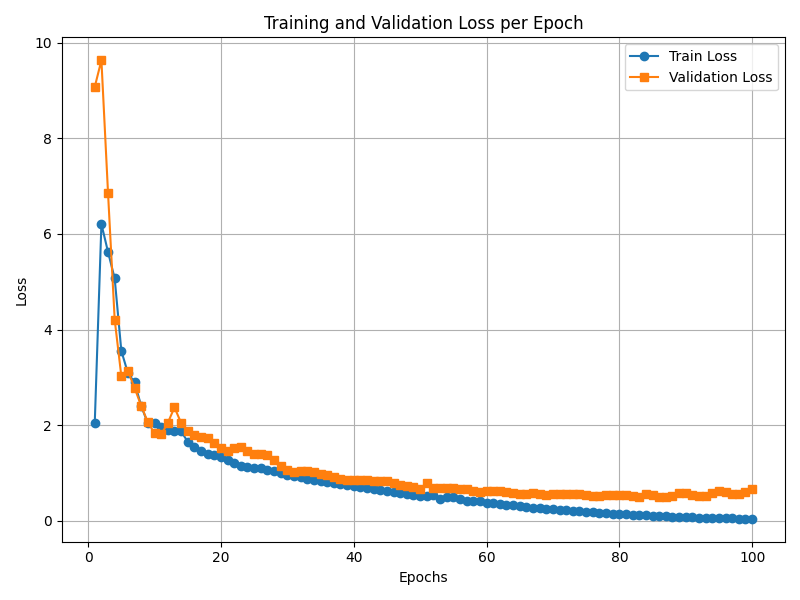 Training and Validation Loss per Epoch
Train Loss
Validation Loss
Loss
10
8
6
4
2
0
0 20 40 60 80 100
Epochs